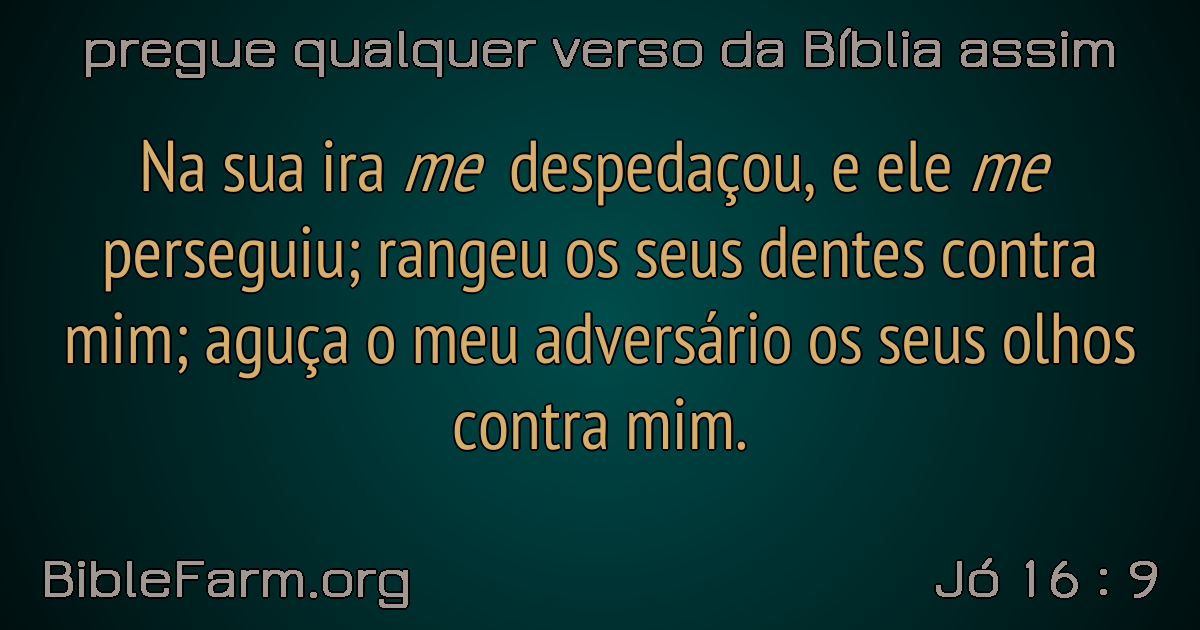 pregue qualquer verso da Bíblia assim
Na sua ira me despedaçou, e ele me
perseguiu; rangeu os seus dentes contra
mim; aguça o meu adversário os seus olhos
contra mim.
BibleFarm.org
Jó 16 : 9